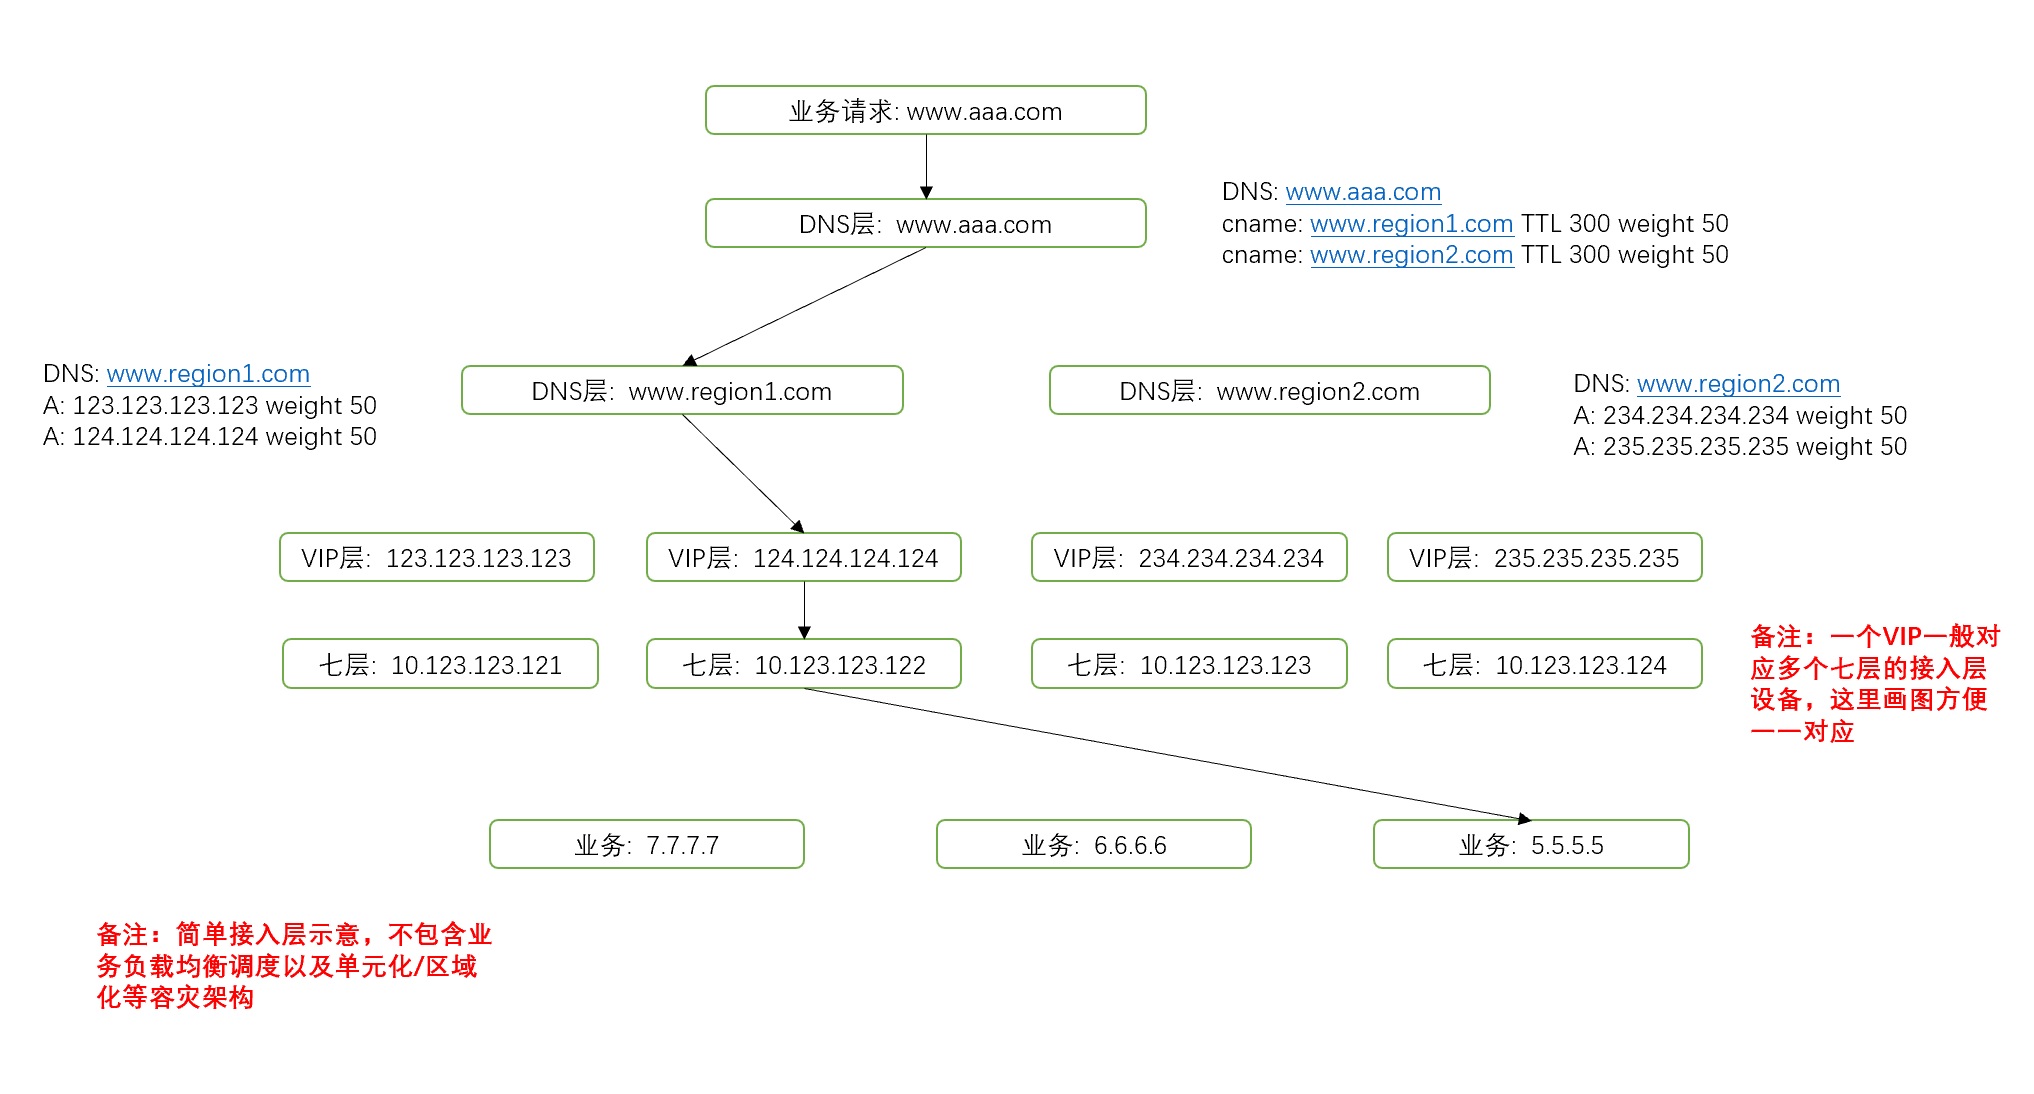 业务请求: www.aaa.com
DNS层: www.aaa.com
DNS: www.aaa.com
cname: www.region1.com TTL 300 weight 50
cname: www.region2.com TTL 300 weight 50
DNS: www.region1.com
A: 123.123.123.123 weight 50
A: 124.124.124.124 weight 50
DNS层: www.region1.com
DNS层: www.region2.com
DNS: www.region2.com
A: 234.234.234.234 weight 50
A: 235.235.235.235 weight 50
VIP层: 123.123.123.123
VIP层: 124.124.124.124
VIP层: 234.234.234.234
VIP层: 235.235.235.235
七层: 10.123.123.121
七层: 10.123.123.122
七层: 10.123.123.123
七层: 10.123.123.124
备注：一个VIP一般对
应多个七层的接入层
设备，这里画图方便
一一对应
业务: 7.7.7.7
业务: 6.6.6.6
业务: 5.5.5.5
备注：简单接入层示意，不包含业
务负载均衡调度以及单元化/区域
化等容灾架构